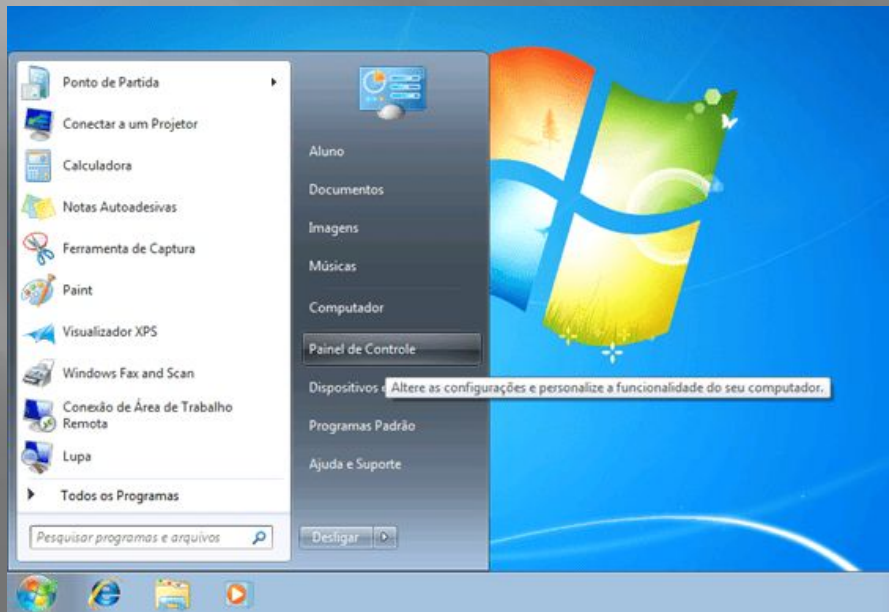 Ponto de Partida
Conectar a um Projetor
Calculadora
Notas Autoadesivas
Ferramenta de Captura
Paint
Visualizador XPS
Windows Fax and Scan
Conexão de Área de Trabalho
Remota
Lupa
Todos os Programas
Pesquisar programas e arquivos
Aluno
Documentos
Imagens
Músicas
Computador
Painel de Controle
Dispositivos
Altere as configurações e personalize a funcionalidade do seu computador.
Programas Padrão
Ajuda e Suporte
Desligar